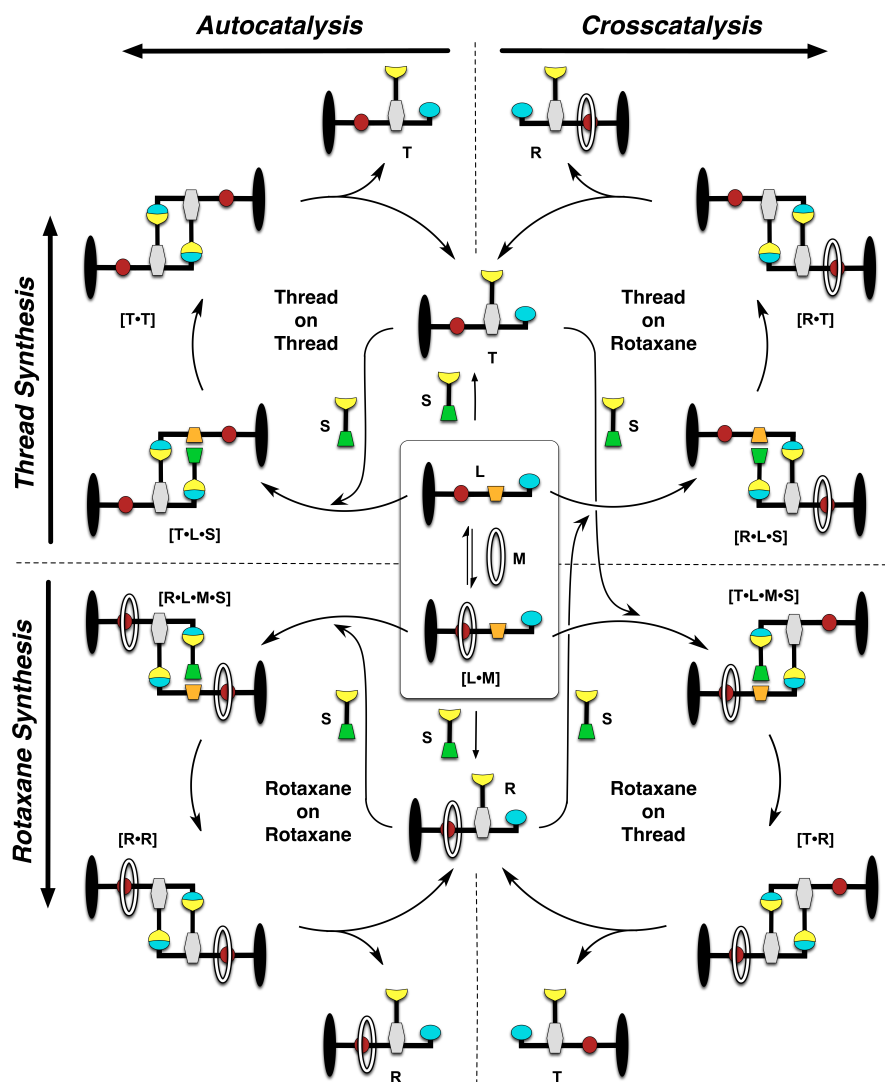 Autocatalysis
Crosscatalysis
T
R
Thread Synthesis
[T•T]
Thread
on
Thread
T
Thread
on
Rotaxane
[R•T]
S
S
S
L
[T•L•S]
[R•L•S]
M
Rotaxane Synthesis
[R•L•M•S]
[T•L•M•S]
[L•M]
S
S
S
R
Rotaxane
on
Rotaxane
Rotaxane
on
Thread
[R•R]
[T•R]
R
T